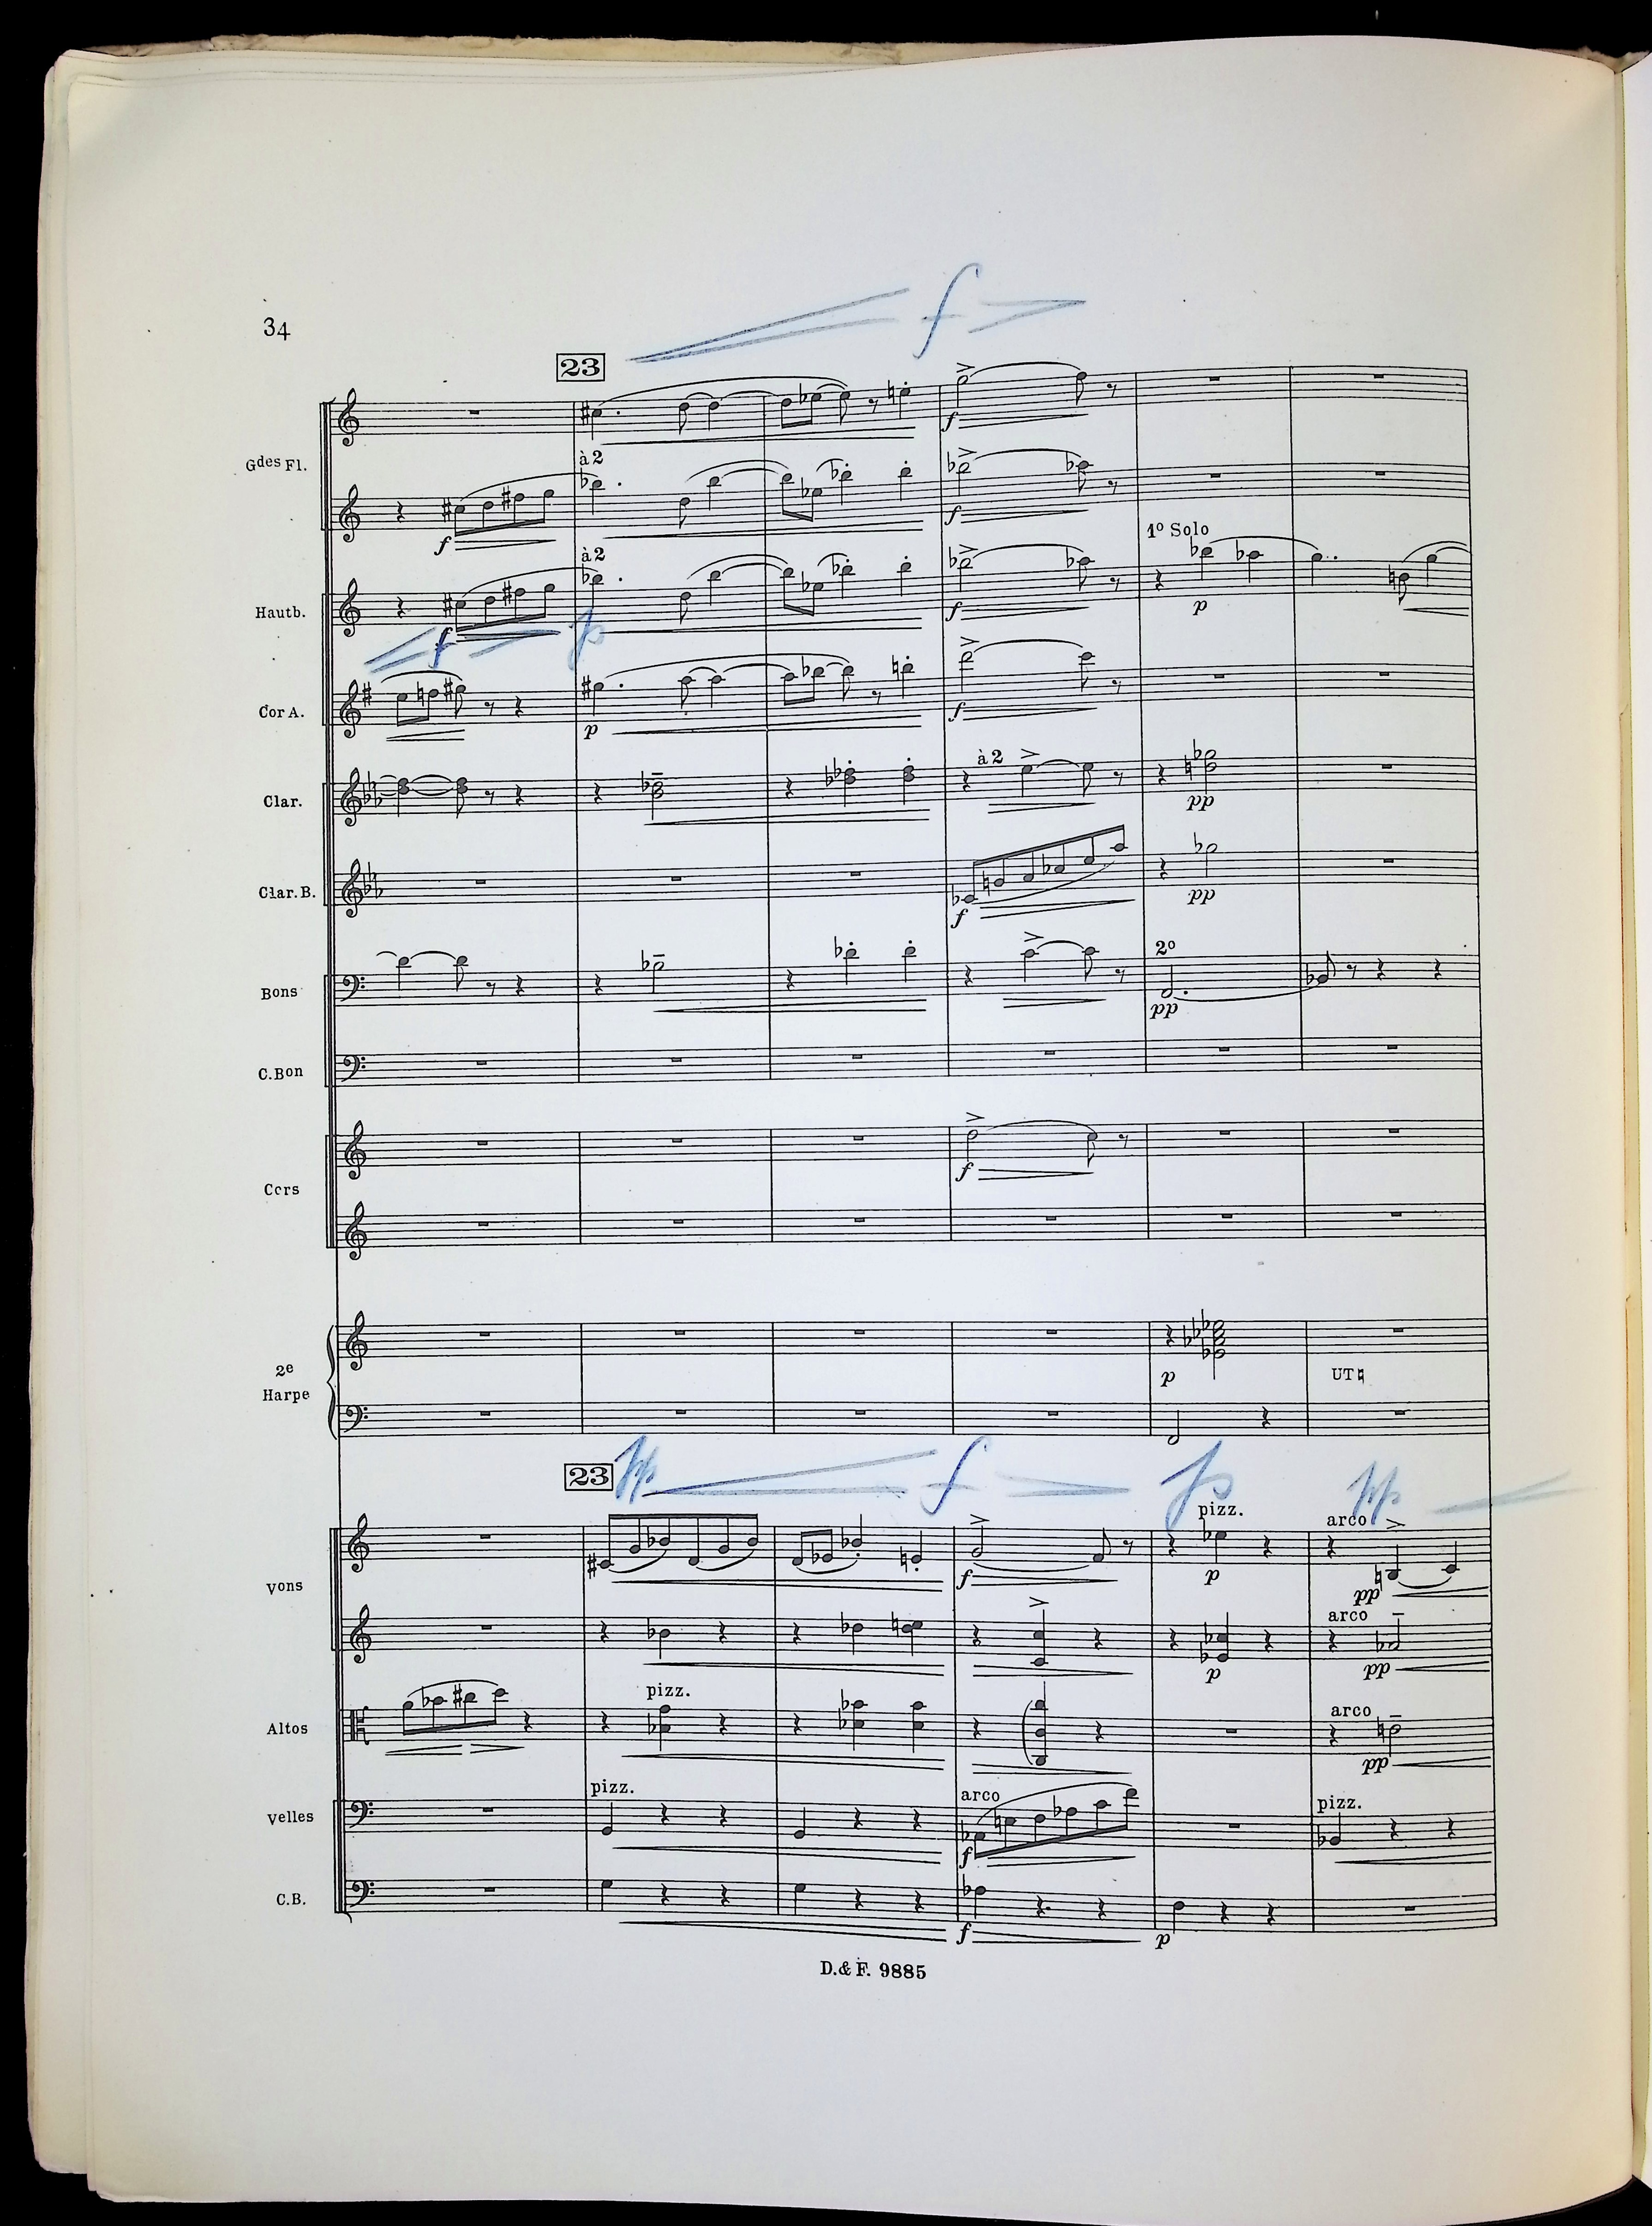 34
f
23
Gdes Fl.
f
à 2
f
f
à 2
1º Solo
Hautb.
f
f
p
f p
Cor A.
p
f
à 2
Clar.
pp
Clar. B.
f
pp
2º
Bons
pp
C. Bon
f
Cors
2e
Harpe
p
UT♮
23
pp f p pp
pizz.
arco
Vons
f
p
pp
arco
p
pp
pizz.
arco
Altos
pp
pizz.
arco
pizz.
Velles
f
C.B.
f
p
D. & F. 9885